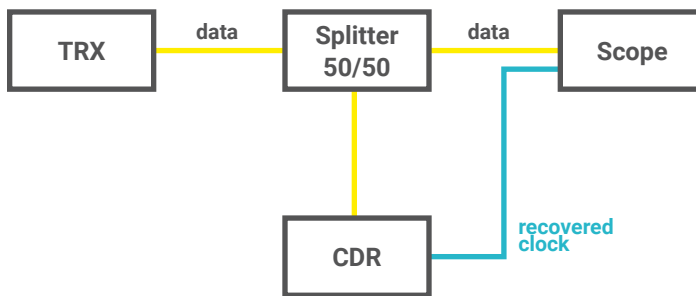 TRX
data
Splitter
50/50
data
Scope
CDR
recovered
clock